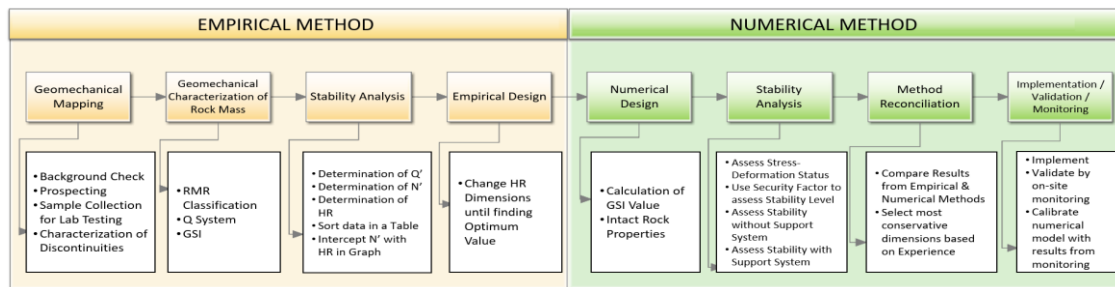 EMPIRICAL METHOD
NUMERICAL METHOD
Geomechanical
Mapping
Geomechanical
Characterization of
Rock Mass
Stability Analysis
Empirical Design
Numerical
Design
Stability
Analysis
Method
Reconciliation
Implementation /
Validation /
Monitoring
• Background Check
• Prospecting
• Sample Collection
for Lab Testing
• Characterization of
Discontinuities
• RMR
Classification
• Q System
• GSI
• Determination of Q'
• Determination of N'
• Determination of
HR
• Sort data in a Table
• Intercept N' with
HR in Graph
• Change HR
Dimensions until
finding
Optimum
Value
• Calculation of
GSI Value
• Intact Rock
Properties
• Assess Stress-
Deformation Status
• Use Security Factor to
assess Stability Level
• Assess Stability
without Support
System
• Assess Stability with
Support System
• Compare Results
from Empirical &
Numerical Methods
• Select most
conservative
dimensions based
on Experience
• Implement
• Validate by
on-site
monitoring
• Calibrate
numerical
model with
results from
monitoring